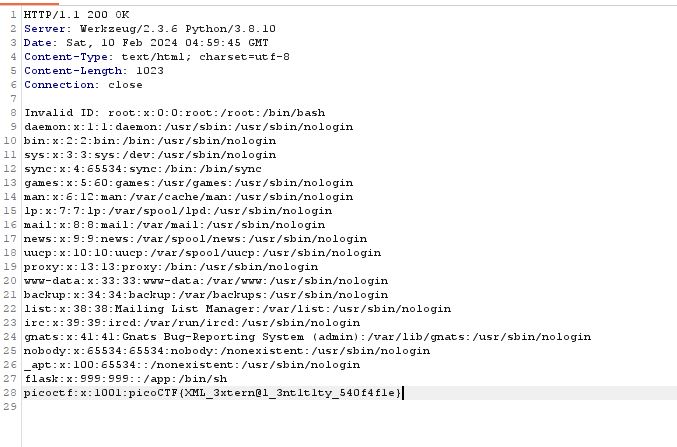 1 HTTP/1.1 200 OK
2 Server: Werkzeug/2.3.6 Python/3.8.10
3 Date: Sat, 10 Feb 2024 04:59:45 GMT
4 Content-Type: text/html; charset=utf-8
5 Content-Length: 1023
6 Connection: close
7
8 Invalid ID: root:x:0:0:root:/root:/bin/bash
9 daemon:x:1:1:daemon:/usr/sbin:/usr/sbin/nologin
10 bin:x:2:2:bin:/bin:/usr/sbin/nologin
11 sys:x:3:3:sys:/dev:/usr/sbin/nologin
12 sync:x:4:65534:sync:/bin:/bin/sync
13 games:x:5:60:games:/usr/games:/usr/sbin/nologin
14 man:x:6:12:man:/var/cache/man:/usr/sbin/nologin
15 lp:x:7:7:lp:/var/spool/lpd:/usr/sbin/nologin
16 mail:x:8:8:mail:/var/mail:/usr/sbin/nologin
17 news:x:9:9:news:/var/spool/news:/usr/sbin/nologin
18 uucp:x:10:10:uucp:/var/spool/uucp:/usr/sbin/nologin
19 proxy:x:13:13:proxy:/bin:/usr/sbin/nologin
20 www-data:x:33:33:www-data:/var/www:/usr/sbin/nologin
21 backup:x:34:34:backup:/var/backups:/usr/sbin/nologin
22 list:x:38:38:Mailing List Manager:/var/list:/usr/sbin/nologin
23 irc:x:39:39:ircd:/var/run/ircd:/usr/sbin/nologin
24 gnats:x:41:41:Gnats Bug-Reporting System (admin):/var/lib/gnats:/usr/sbin/nologin
25 nobody:x:65534:65534:nobody:/nonexistent:/usr/sbin/nologin
26 _apt:x:100:65534::/nonexistent:/usr/sbin/nologin
27 flask:x:999:999::/app:/bin/sh
28 picoctf:x:1001:picoCTF{XML_3xtern@l_3nt1t1ty_540f4f1e}
29